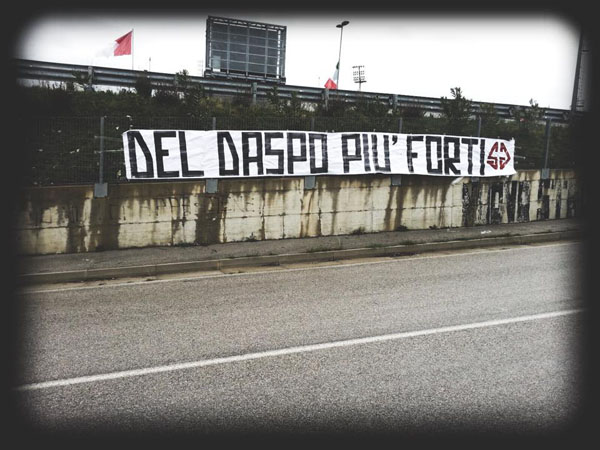 DEL DASPO PIU' FORTI